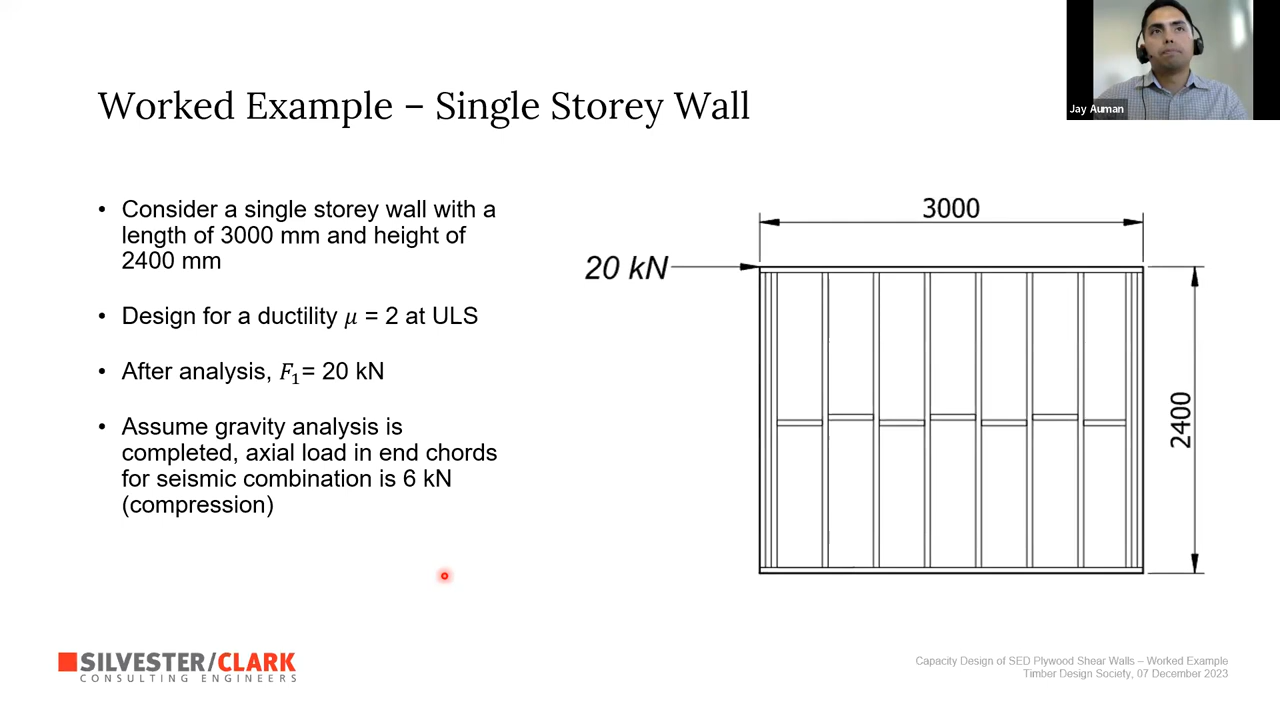 Jay Auman
Worked Example – Single Storey Wall
• Consider a single storey wall with a
length of 3000 mm and height of
2400 mm
• Design for a ductility 𝜇 = 2 at ULS
• After analysis, 𝐹₁= 20 kN
• Assume gravity analysis is
completed, axial load in end chords
for seismic combination is 6 kN
(compression)
3000
20 kN
2400
SILVESTER/CLARK
CONSULTING ENGINEERS
Capacity Design of SED Plywood Shear Walls – Worked Example
Timber Design Society, 07 December 2023